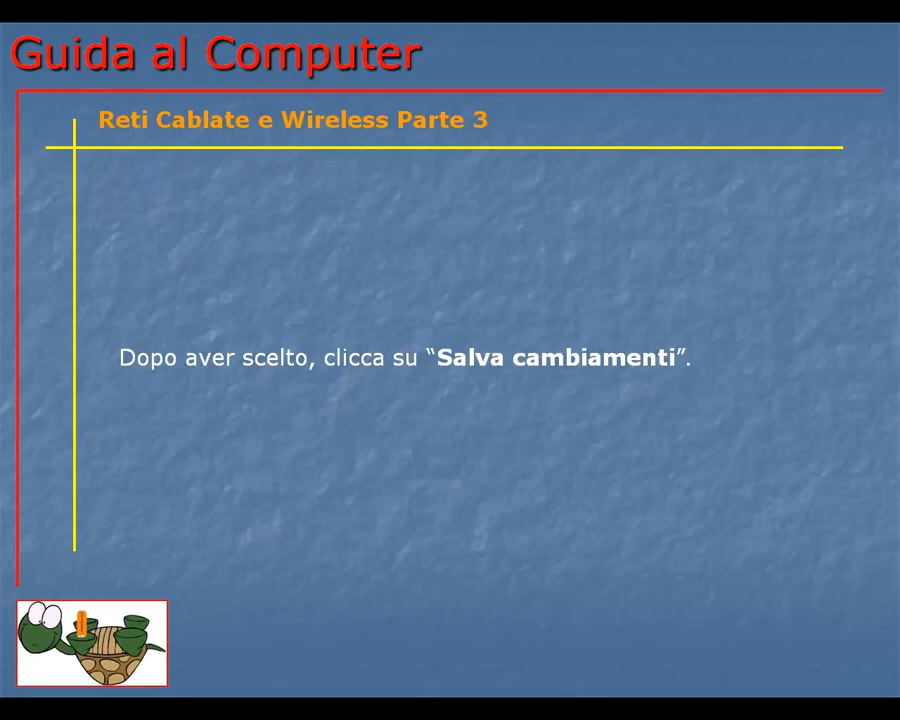 Guida al Computer
Reti Cablate e Wireless Parte 3
Dopo aver scelto, clicca su “Salva cambiamenti”.